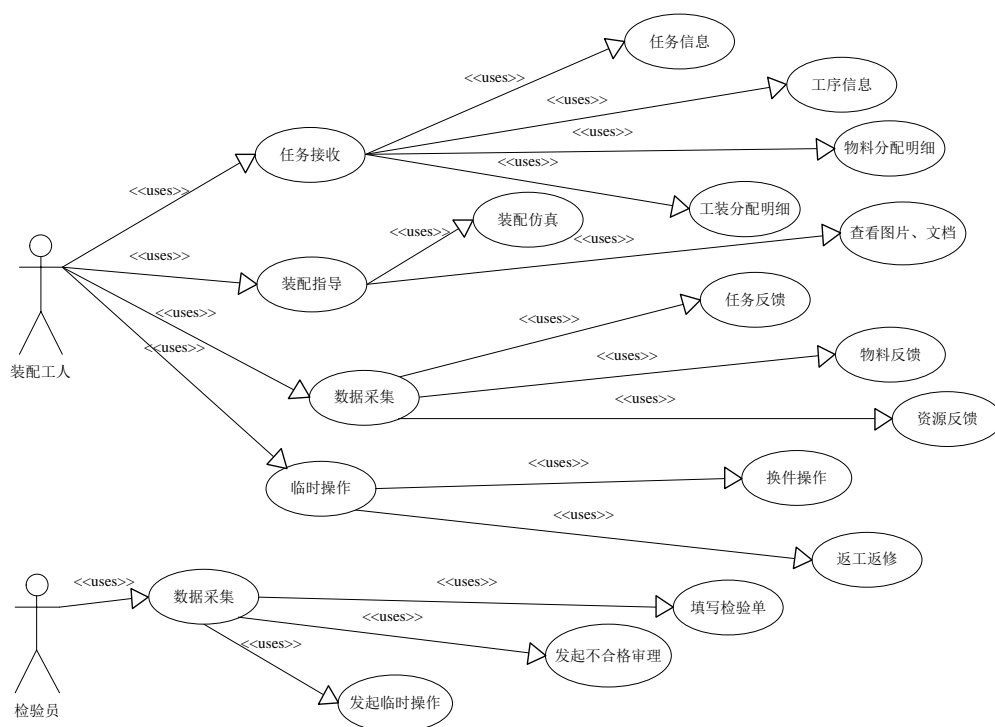 任务信息
<<uses>>
工序信息
<<uses>>
<<uses>>
物料分配明细
任务接收
<<uses>>
<<uses>>
工装分配明细
装配仿真
<<uses>>
<<uses>>
查看图片、文档
<<uses>>
装配指导
任务反馈
<<uses>>
<<uses>>
<<uses>>
装配工人
物料反馈
<<uses>>
数据采集
<<uses>>
资源反馈
<<uses>>
换件操作
临时操作
<<uses>>
返工返修
<<uses>>
<<uses>>
数据采集
填写检验单
<<uses>>
<<uses>>
发起不合格审理
发起临时操作
检验员